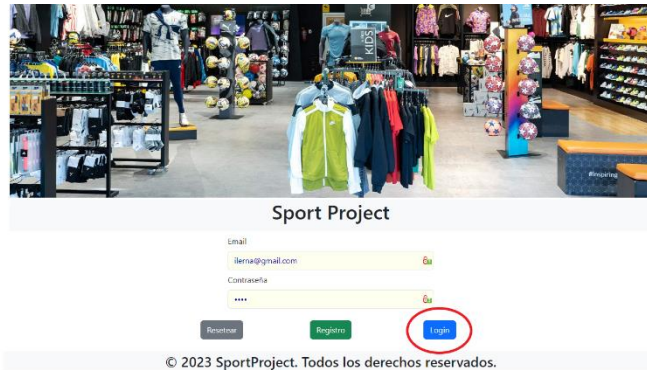 KIDS
#Inspiring
Sport Project
Email
ilerna@gmail.com
Contraseña
••••
Resetear Registro Login
© 2023 SportProject. Todos los derechos reservados.